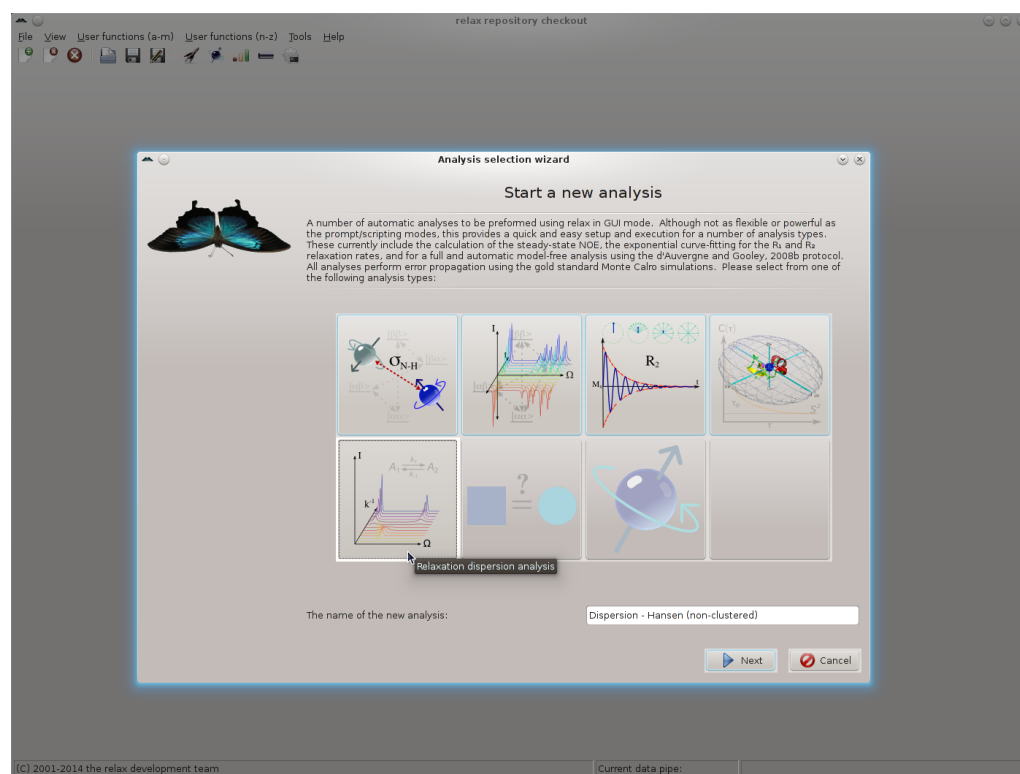 relax repository checkout
File View User functions (a-m) User functions (n-z) Tools Help
Analysis selection wizard
Start a new analysis
A number of automatic analyses to be preformed using relax in GUI mode. Although not as flexible or powerful as
the prompt/scripting modes, this provides a quick and easy setup and execution for a number of analysis types.
These currently include the calculation of the steady-state NOE, the exponential curve-fitting for the R₁ and R₂
relaxation rates, and for a full and automatic model-free analysis using the d'Auvergne and Gooley, 2008b protocol.
All analyses perform error propagation using the gold standard Monte Calro simulations. Please select from one of
the following analysis types:
σN-H
I
Ω
R₂
C(τ)
S²
τ
I
A₁ A₂
k⁻¹
Ω
?
=
Relaxation dispersion analysis
The name of the new analysis:
Dispersion - Hansen (non-clustered)
Next
Cancel
(C) 2001-2014 the relax development team
Current data pipe: